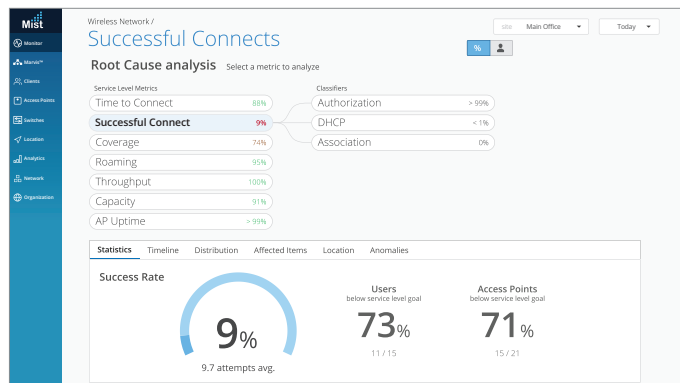 Mist
Monitor
Marvis™
Clients
Access Points
Switches
Location
Analytics
Network
Organization
Wireless Network /
Successful Connects
site Main Office
Today
%
Root Cause analysis Select a metric to analyze
Service Level Metrics
Time to Connect 88%
Successful Connect 9%
Coverage 74%
Roaming 95%
Throughput 100%
Capacity 91%
AP Uptime > 99%
Classifiers
Authorization > 99%
DHCP < 1%
Association 0%
Statistics Timeline Distribution Affected Items Location Anomalies
Success Rate
9%
9.7 attempts avg.
Users
below service level goal
73%
11 / 15
Access Points
below service level goal
71%
15 / 21